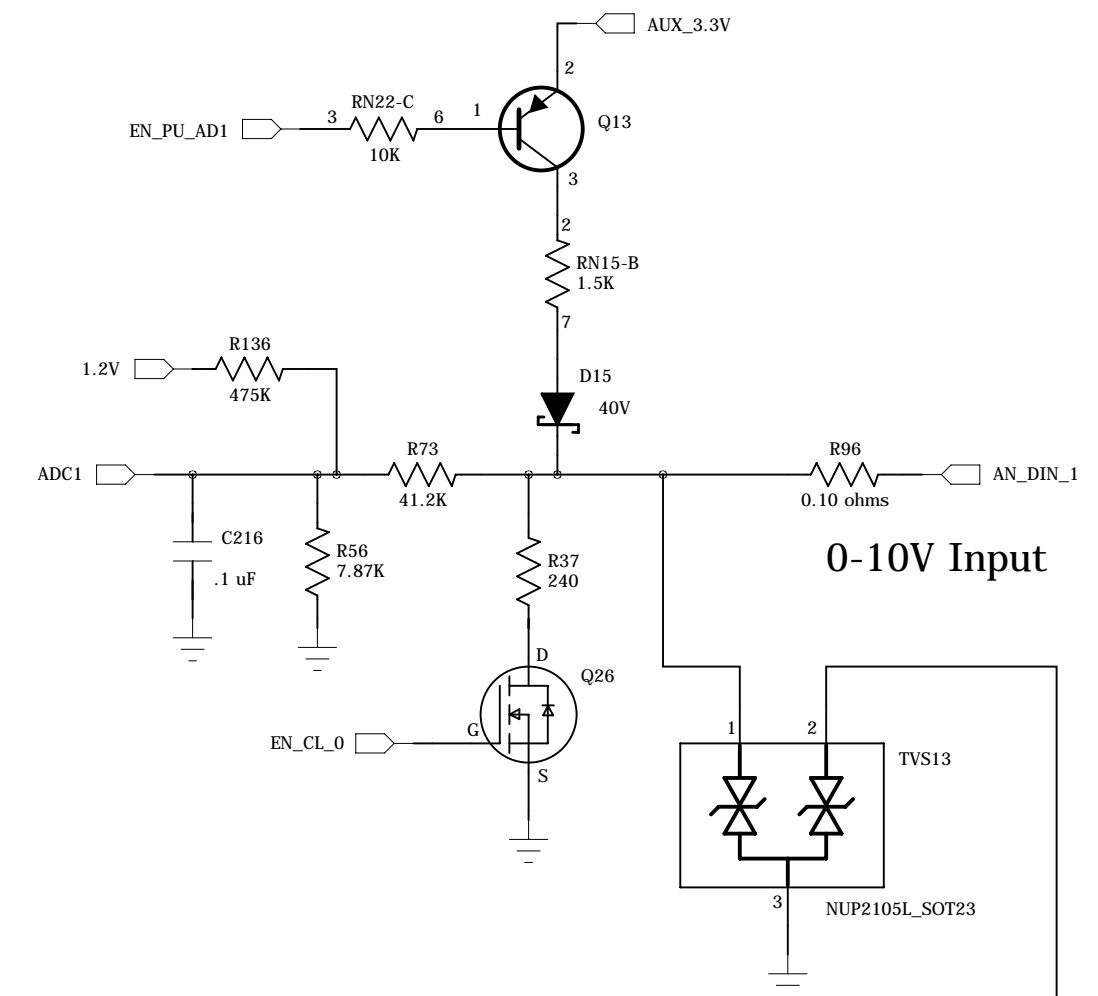 AUX_3.3V
2
RN22-C
3
6
1
Q13
EN_PU_AD1
10K
3
2
RN15-B
1.5K
7
R136
1.2V
475K
D15
40V
R73
R96
ADC1
AN_DIN_1
41.2K
0.10 ohms
C216
.1 uF
R56
7.87K
R37
240
0-10V Input
D
Q26
G
EN_CL_0
S
1
2
TVS13
3
NUP2105L_SOT23